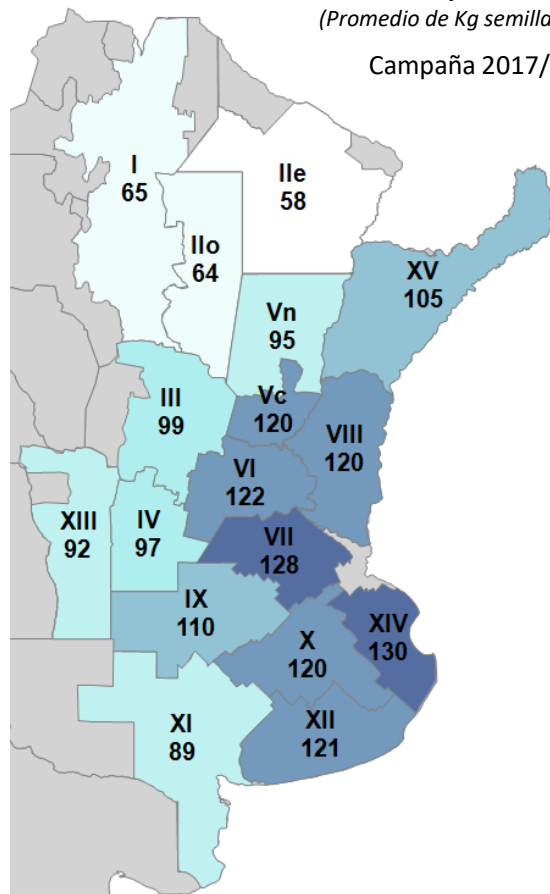 (Promedio de Kg semilla
Campaña 2017/
I
65
IIe
58
IIo
64
XV
105
Vn
95
III
99
Vc
120
VIII
120
VI
122
XIII
92
IV
97
VII
128
IX
110
XIV
130
X
120
XI
89
XII
121